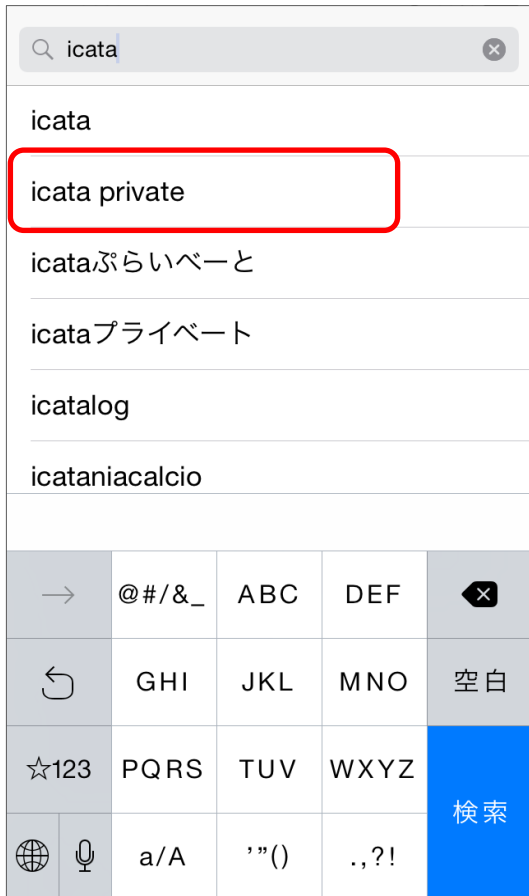 icata
icata
icata private
icataぷらいべーと
icataプライベート
icatalog
icataniacalcio
→ @#/&_ ABC DEF
GHI JKL MNO 空白
☆123 PQRS TUV WXYZ
検索
a/A ’”() .,?!